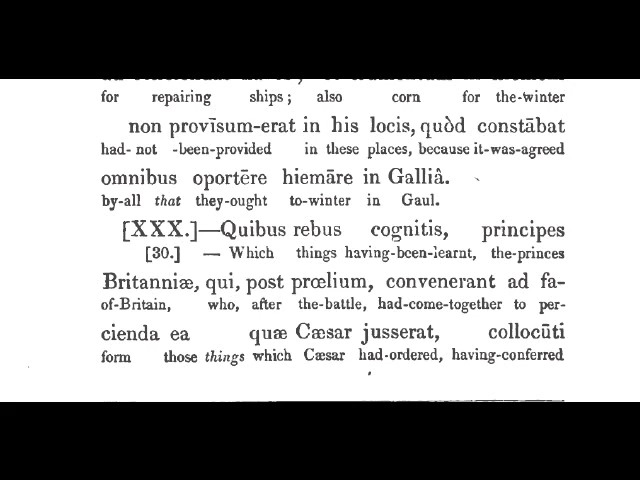 for repairing ships; also corn for the-winter
non provīsum-erat in his locis, quòd constābat
had- not -been-provided in these places, because it-was-agreed
omnibus oportēre hiemāre in Galliâ.
by-all that they-ought to-winter in Gaul.
[XXX.]—Quibus rebus cognitis, principes
[30.] — Which things having-been-learnt, the-princes
Britanniæ, qui, post prœlium, convenerant ad fa-
of-Britain, who, after the-battle, had-come-together to per-
cienda ea quæ Cæsar jusserat, collocūti
form those things which Cæsar had-ordered, having-conferred